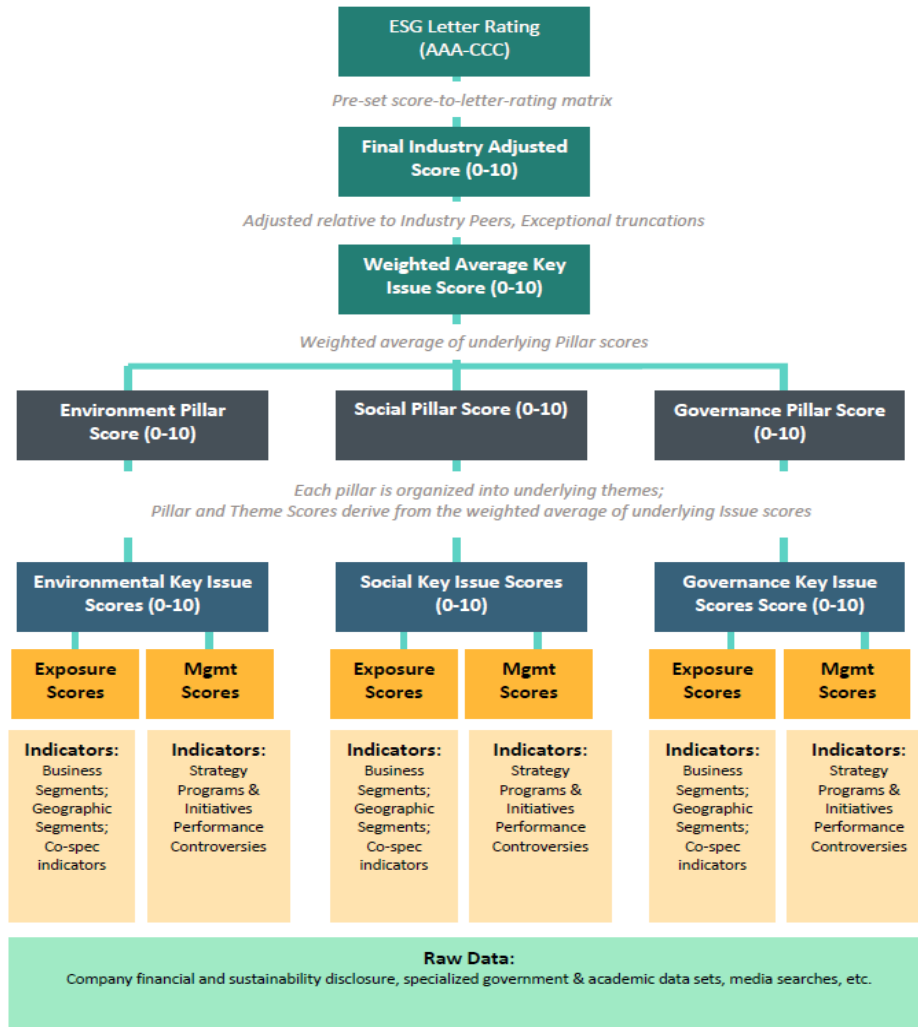 ESG Letter Rating
(AAA-CCC)
Pre-set score-to-letter-rating matrix
Final Industry Adjusted
Score (0-10)
Adjusted relative to Industry Peers, Exceptional truncations
Weighted Average Key
Issue Score (0-10)
Weighted average of underlying Pillar scores
Environment Pillar
Score (0-10)
Social Pillar Score (0-10)
Governance Pillar Score
(0-10)
Each pillar is organized into underlying themes;
Pillar and Theme Scores derive from the weighted average of underlying Issue scores
Environmental Key Issue
Scores (0-10)
Social Key Issue Scores
(0-10)
Governance Key Issue
Scores Score (0-10)
Exposure
Scores
Mgmt
Scores
Exposure
Scores
Mgmt
Scores
Exposure
Scores
Mgmt
Scores
Indicators:
Business
Segments;
Geographic
Segments;
Co-spec
indicators
Indicators:
Strategy
Programs &
Initiatives
Performance
Controversies
Indicators:
Business
Segments;
Geographic
Segments;
Co-spec
indicators
Indicators:
Strategy
Programs &
Initiatives
Performance
Controversies
Indicators:
Business
Segments;
Geographic
Segments;
Co-spec
indicators
Indicators:
Strategy
Programs &
Initiatives
Performance
Controversies
Raw Data:
Company financial and sustainability disclosure, specialized government & academic data sets, media searches, etc.